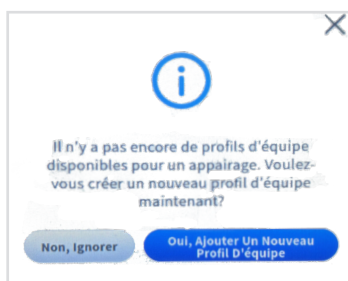 Il n'y a pas encore de profils d'équipe
disponibles pour un appairage. Voulez-
vous créer un nouveau profil d'équipe
maintenant?
Non, Ignorer
Oui, Ajouter Un Nouveau
Profil D'équipe